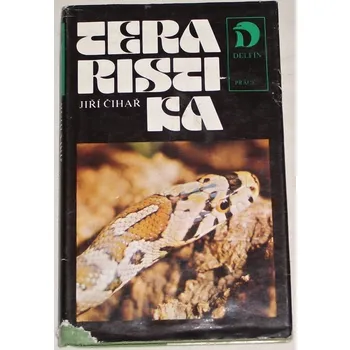 TERA
RISTI-
KA
JIŘÍ ČIHAŘ
DELFÍN
PRÁCE